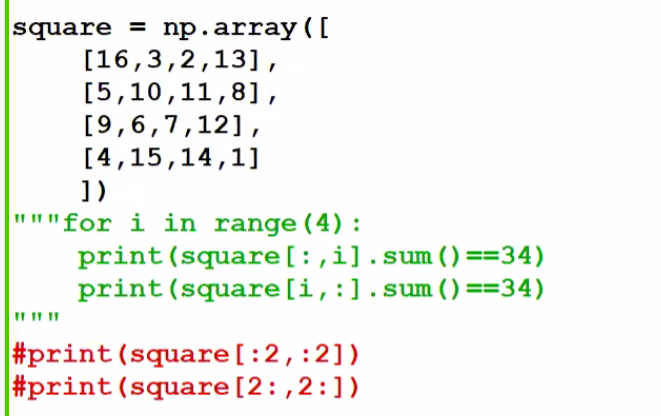 square = np.array([
    [16,3,2,13],
    [5,10,11,8],
    [9,6,7,12],
    [4,15,14,1]
    ])
"""for i in range(4):
    print(square[:,i].sum()==34)
    print(square[i,:].sum()==34)
"""
#print(square[:2,:2])
#print(square[2:,2:])